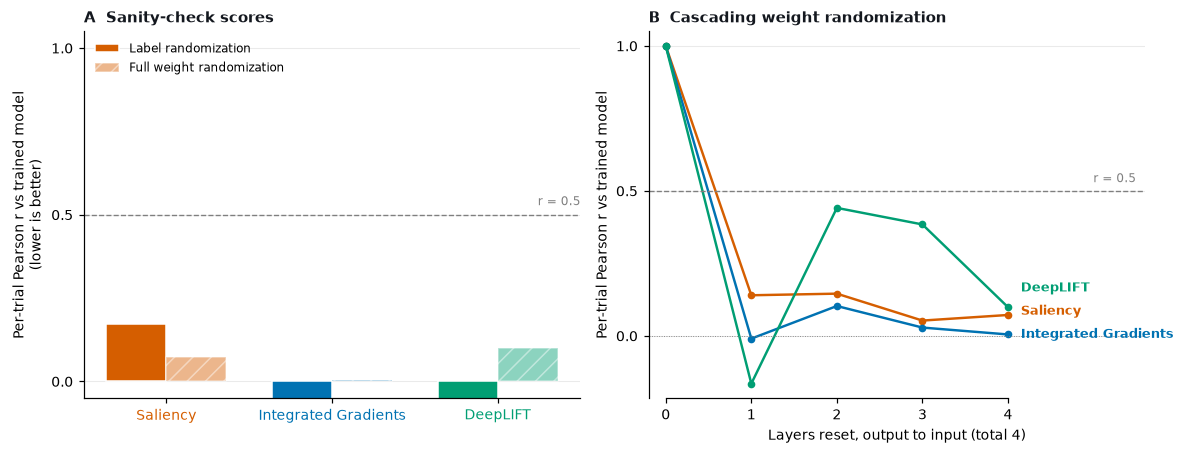 A  Sanity-check scores
Label randomization
Full weight randomization
Per-trial Pearson r vs trained model
(lower is better)
1.0
0.5
0.0
r = 0.5
Saliency
Integrated Gradients
DeepLIFT
B  Cascading weight randomization
Per-trial Pearson r vs trained model
1.0
0.5
0.0
r = 0.5
DeepLIFT
Saliency
Integrated Gradients
0
1
2
3
4
Layers reset, output to input (total 4)